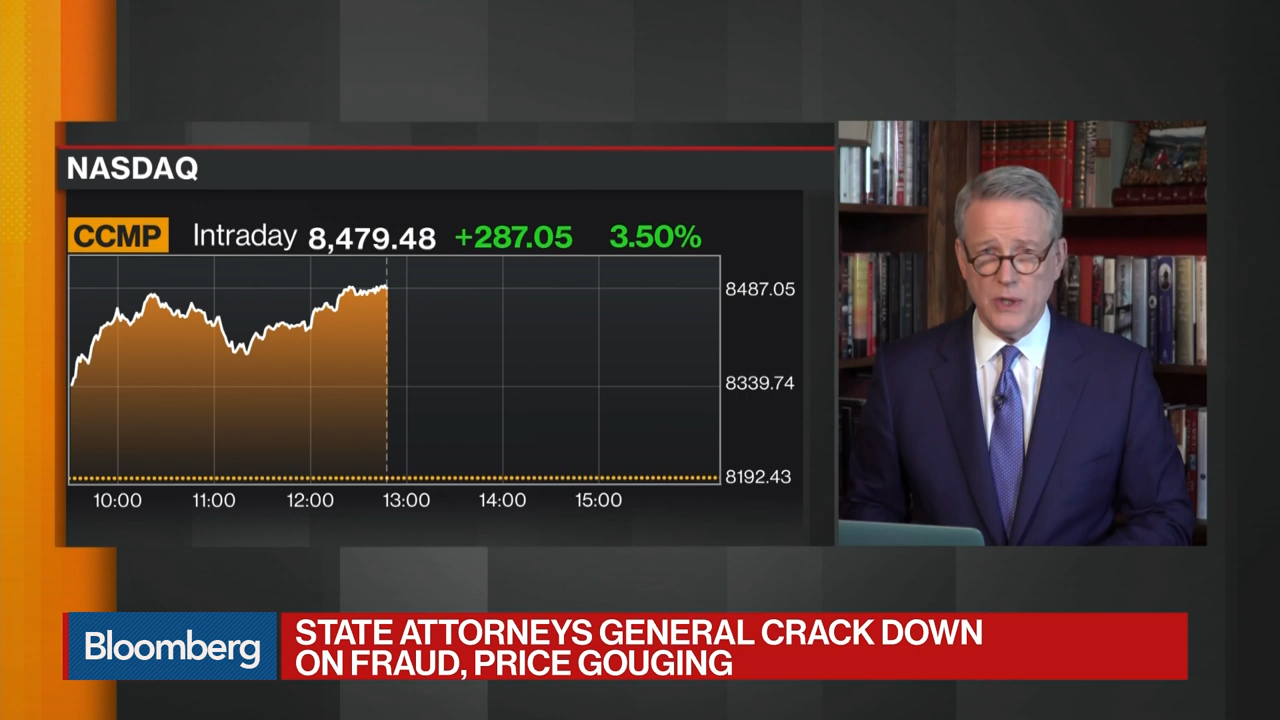 NASDAQ
CCMP Intraday 8,479.48 +287.05 3.50%
8487.05
8339.74
8192.43
10:00 11:00 12:00 13:00 14:00 15:00
Bloomberg
STATE ATTORNEYS GENERAL CRACK DOWN
ON FRAUD, PRICE GOUGING